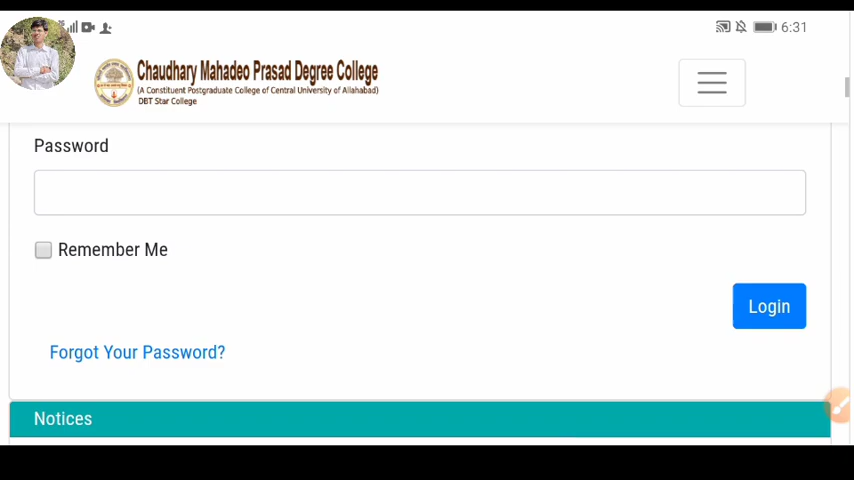 6:31
Chaudhary Mahadeo Prasad Degree College
(A Constituent Postgraduate College of Central University of Allahabad)
DBT Star College
Password
Remember Me
Login
Forgot Your Password?
Notices